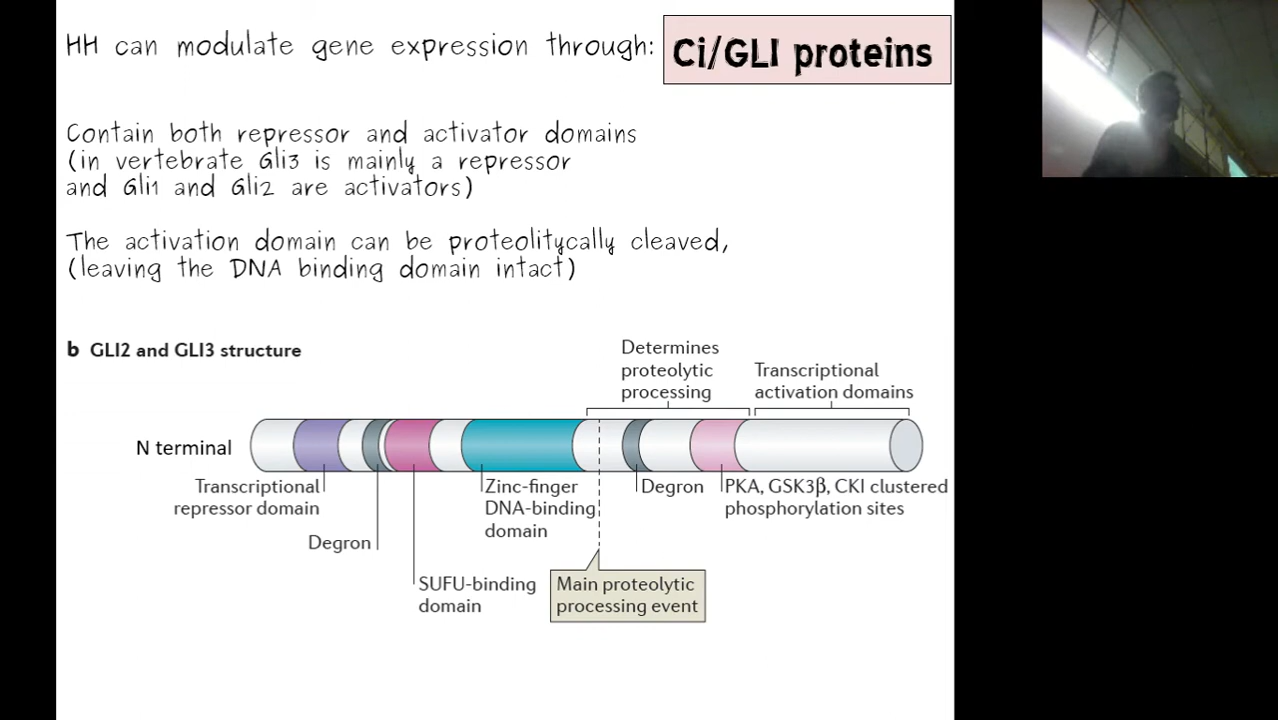 HH can modulate gene expression through:
Ci/GLI proteins
Contain both repressor and activator domains
(in vertebrate Gli3 is mainly a repressor
and Gli1 and Gli2 are activators)
The activation domain can be proteolitycally cleaved,
(leaving the DNA binding domain intact)
b GLI2 and GLI3 structure
Determines
proteolytic
processing
Transcriptional
activation domains
N terminal
Transcriptional
repressor domain
Degron
SUFU-binding
domain
Zinc-finger
DNA-binding
domain
Main proteolytic
processing event
Degron
PKA, GSK3β, CKI clustered
phosphorylation sites